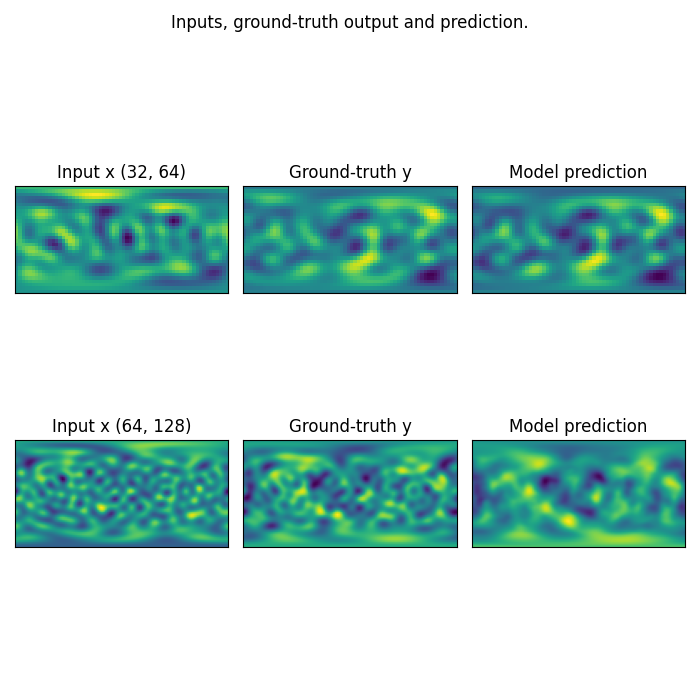 Inputs, ground-truth output and prediction.
Input x (32, 64)
Ground-truth y
Model prediction
Input x (64, 128)
Ground-truth y
Model prediction